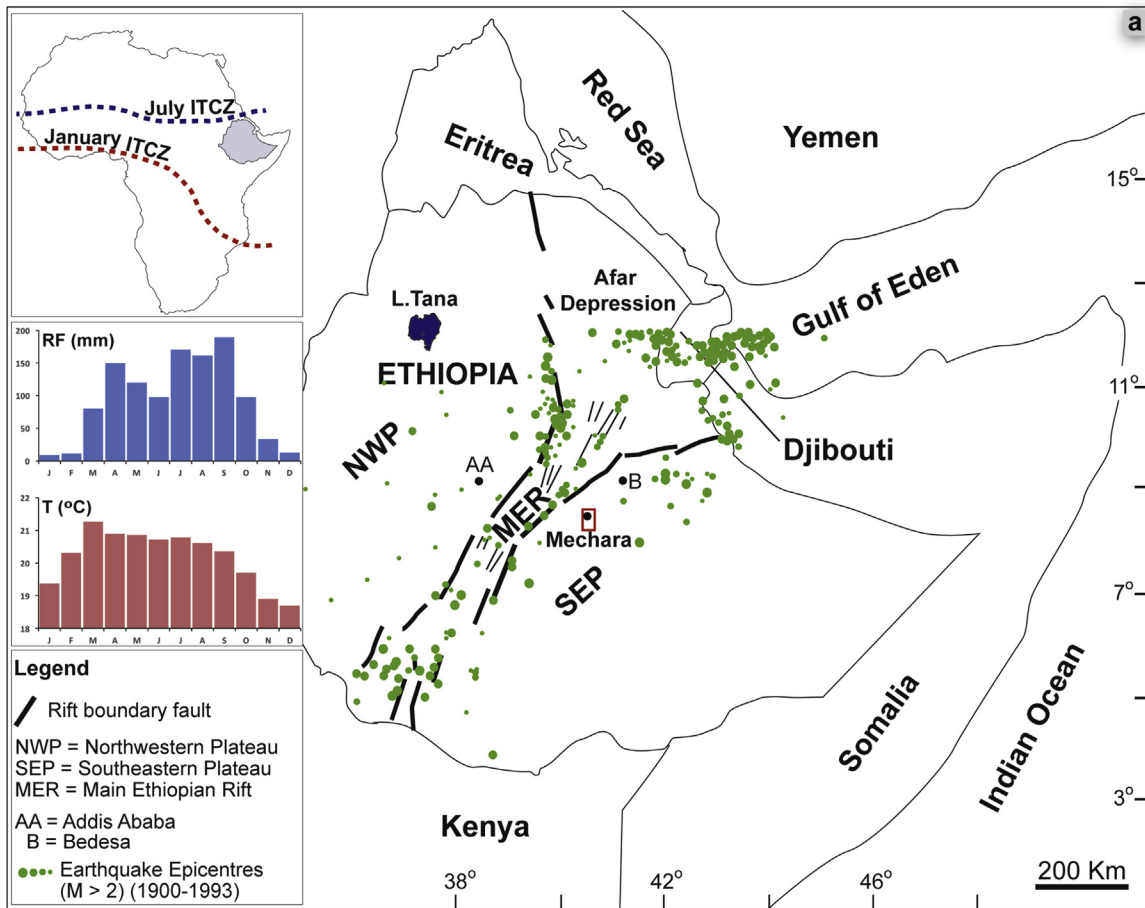 a
July ITCZ
January ITCZ
Red Sea
Yemen
Eritrea
15°
Afar
Depression
L.Tana
Gulf of Eden
RF (mm)
200
150
100
50
0
J F M A M J J A S O N D
ETHIOPIA
11°
NWP
AA
Djibouti
B
MER
Mechara
SEP
T (°C)
22
21
20
19
18
J F M A M J J A S O N D
7°
Somalia
Indian Ocean
Legend
Rift boundary fault
NWP = Northwestern Plateau
SEP = Southeastern Plateau
MER = Main Ethiopian Rift
AA = Addis Ababa
B = Bedesa
Earthquake Epicentres
(M > 2) (1900-1993)
3°
Kenya
38°
42°
46°
200 Km